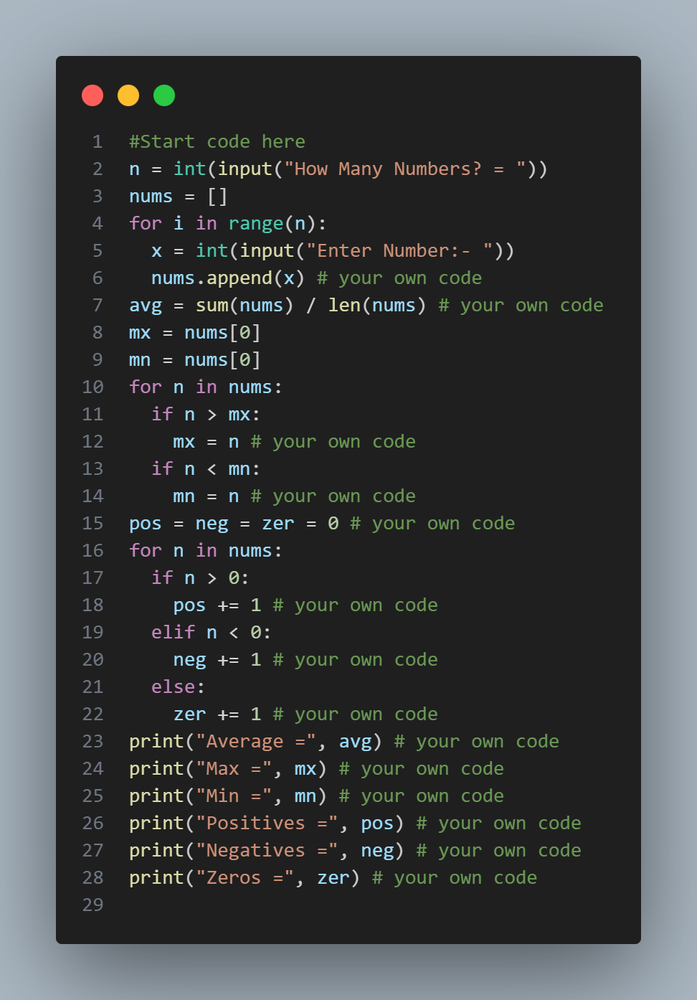 1 #Start code here
2 n = int(input("How Many Numbers? = "))
3 nums = []
4 for i in range(n):
5   x = int(input("Enter Number:- "))
6   nums.append(x) # your own code
7 avg = sum(nums) / len(nums) # your own code
8 mx = nums[0]
9 mn = nums[0]
10 for n in nums:
11   if n > mx:
12     mx = n # your own code
13   if n < mn:
14     mn = n # your own code
15 pos = neg = zer = 0 # your own code
16 for n in nums:
17   if n > 0:
18     pos += 1 # your own code
19   elif n < 0:
20     neg += 1 # your own code
21   else:
22     zer += 1 # your own code
23 print("Average =", avg) # your own code
24 print("Max =", mx) # your own code
25 print("Min =", mn) # your own code
26 print("Positives =", pos) # your own code
27 print("Negatives =", neg) # your own code
28 print("Zeros =", zer) # your own code
29